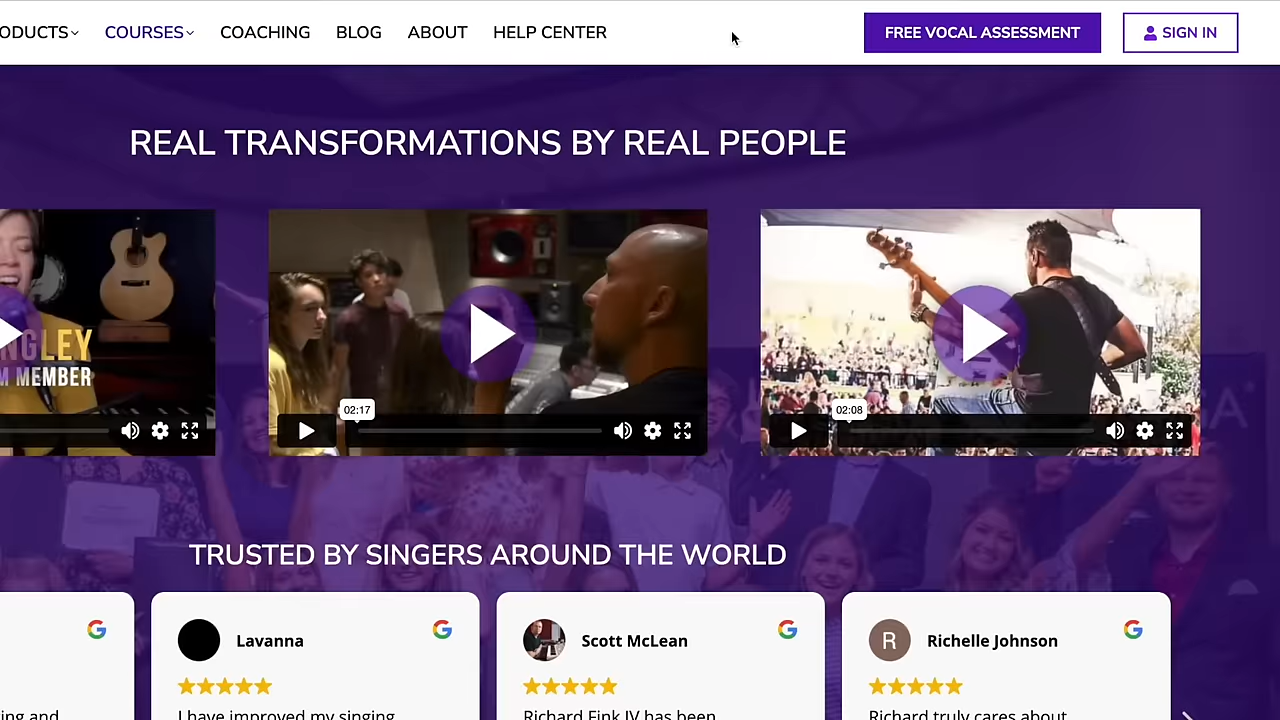 ODUCTS COURSES COACHING BLOG ABOUT HELP CENTER FREE VOCAL ASSESSMENT SIGN IN
REAL TRANSFORMATIONS BY REAL PEOPLE
NGLEY
M MEMBER
02:17
02:08
TRUSTED BY SINGERS AROUND THE WORLD
Lavanna
Scott McLean
R
Richelle Johnson
ing and
I have improved my singing
Richard Fink IV has been
Richard truly cares about